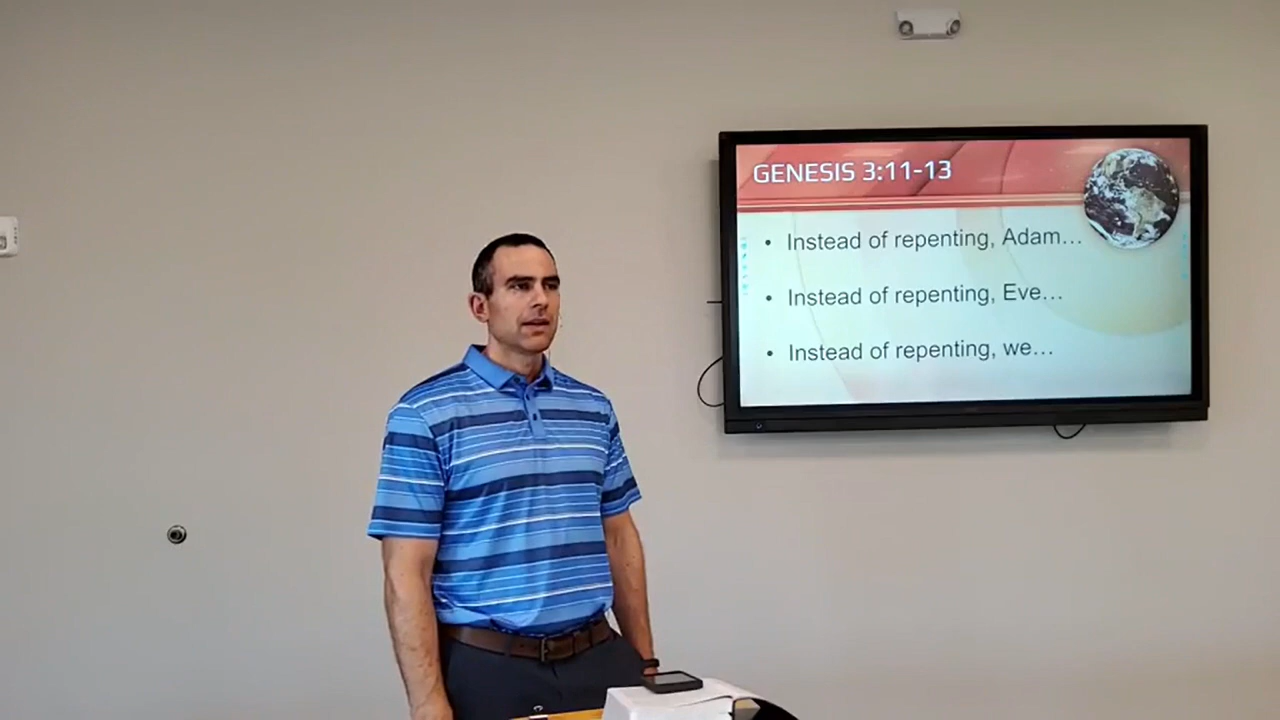 GENESIS 3:11-13
• Instead of repenting, Adam...
• Instead of repenting, Eve...
• Instead of repenting, we...